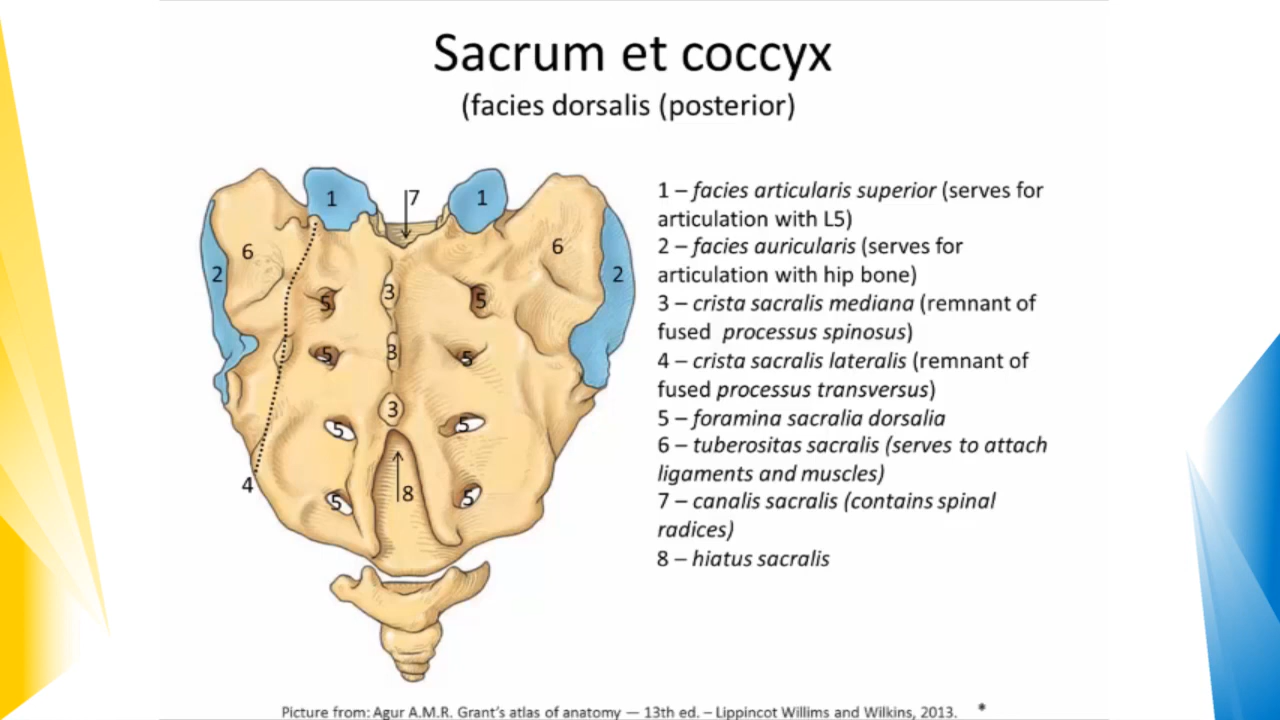 Sacrum et coccyx
(facies dorsalis (posterior)
1 – facies articularis superior (serves for
articulation with L5)
2 – facies auricularis (serves for
articulation with hip bone)
3 – crista sacralis mediana (remnant of
fused processus spinosus)
4 – crista sacralis lateralis (remnant of
fused processus transversus)
5 – foramina sacralia dorsalia
6 – tuberositas sacralis (serves to attach
ligaments and muscles)
7 – canalis sacralis (contains spinal
radices)
8 – hiatus sacralis
1 7 1
6 6
2 2
3
5 5
3
5 5
3
5 5
4
8
5 5
Picture from: Agur A.M.R. Grant's atlas of anatomy — 13th ed. – Lippincot Willims and Wilkins, 2013. *